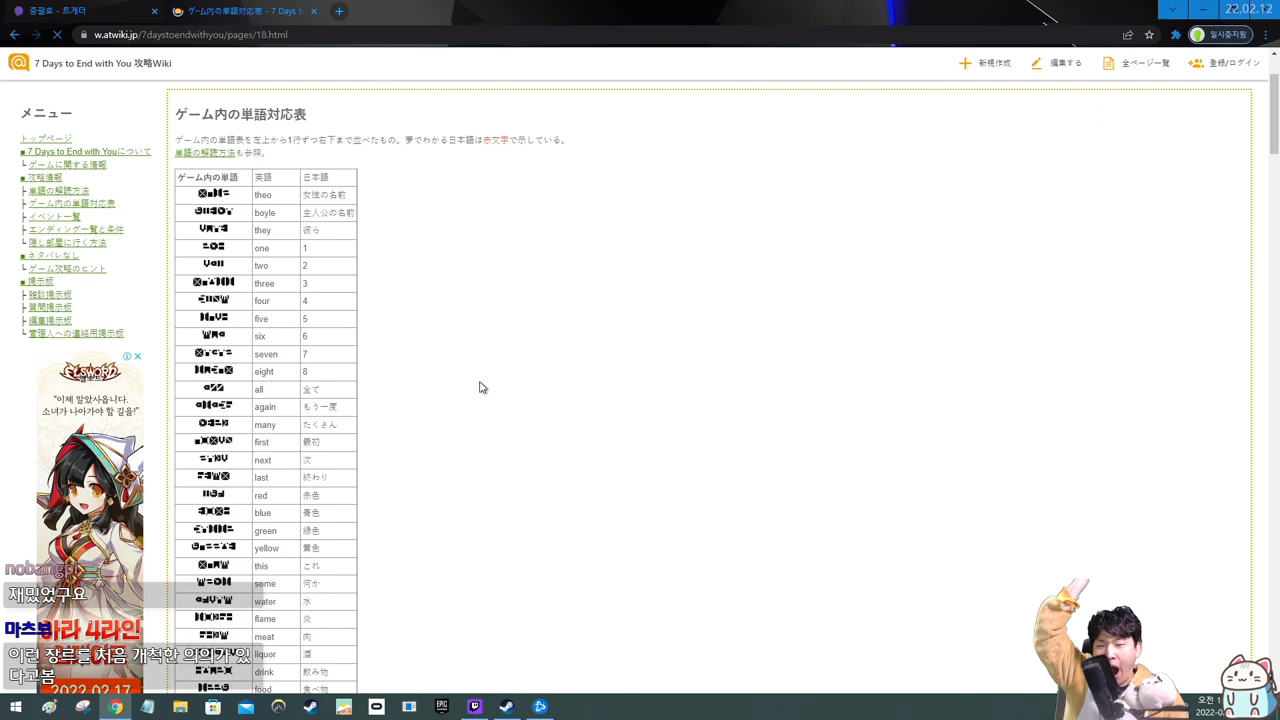 중괄호 - 트게더
ゲーム内の単語対応表 - 7 Days 1:
22.02.12
w.atwiki.jp/7daystoendwithyou/pages/18.html
일시중지됨
7 Days to End with You 攻略Wiki
新規作成
編集する
全ページ一覧
登録/ログイン
メニュー
トップページ
■ 7 Days to End with Youについて
└ ゲームに関する情報
■ 攻略情報
├ 単語の解読方法
├ ゲーム内の単語対応表
├ イベント一覧
├ エンディング一覧と条件
└ 隠し部屋に行く方法
■ ネタバレなし
└ ゲーム攻略のヒント
■ 掲示板
├ 雑談掲示板
├ 質問掲示板
├ 編集掲示板
└ 管理人への連絡用掲示板
ゲーム内の単語対応表
ゲーム内の単語表を左上から1行ずつ右下まで並べたもの。夢でわかる日本語は赤文字で示している。
単語の解読方法も参照。
ゲーム内の単語 英語 日本語
theo 女性の名前
boyle 主人公の名前
they 彼ら
one 1
two 2
three 3
four 4
five 5
six 6
seven 7
eight 8
all 全て
again もう一度
many たくさん
first 最初
next 次
last 終わり
red 赤色
blue 青色
green 緑色
yellow 黄色
this これ
some 何か
water 水
flame 炎
meat 肉
liquor 酒
drink 飲み物
food 食べ物
ELSWORD
엘소드
"이제 알았사옵니다.
소녀가 나아가야 할 길을!"
nobang
재밌었구요
마츠
라 4라인
이런 장르를 처음 개척한 의의가 있
다고봄
2022.02.17
EPIC
오전 1
2022-0